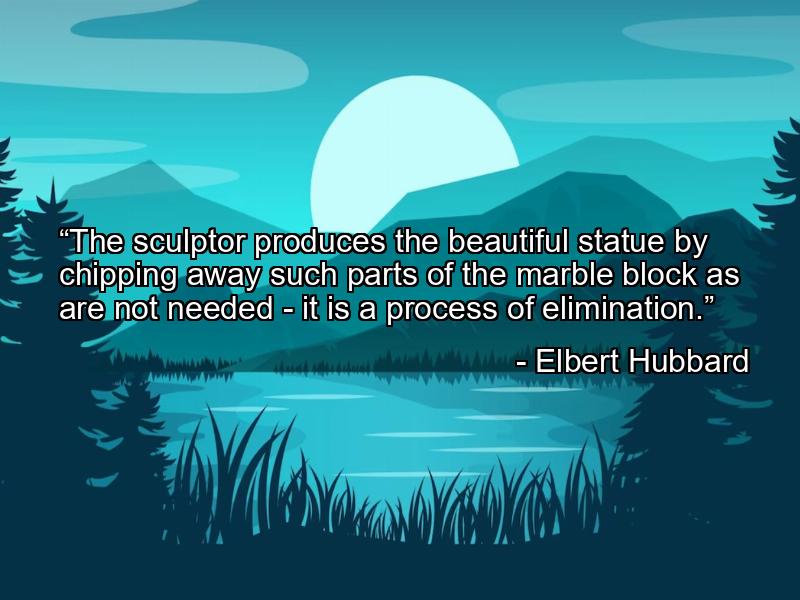 “The sculptor produces the beautiful statue by
chipping away such parts of the marble block as
are not needed - it is a process of elimination.”
- Elbert Hubbard